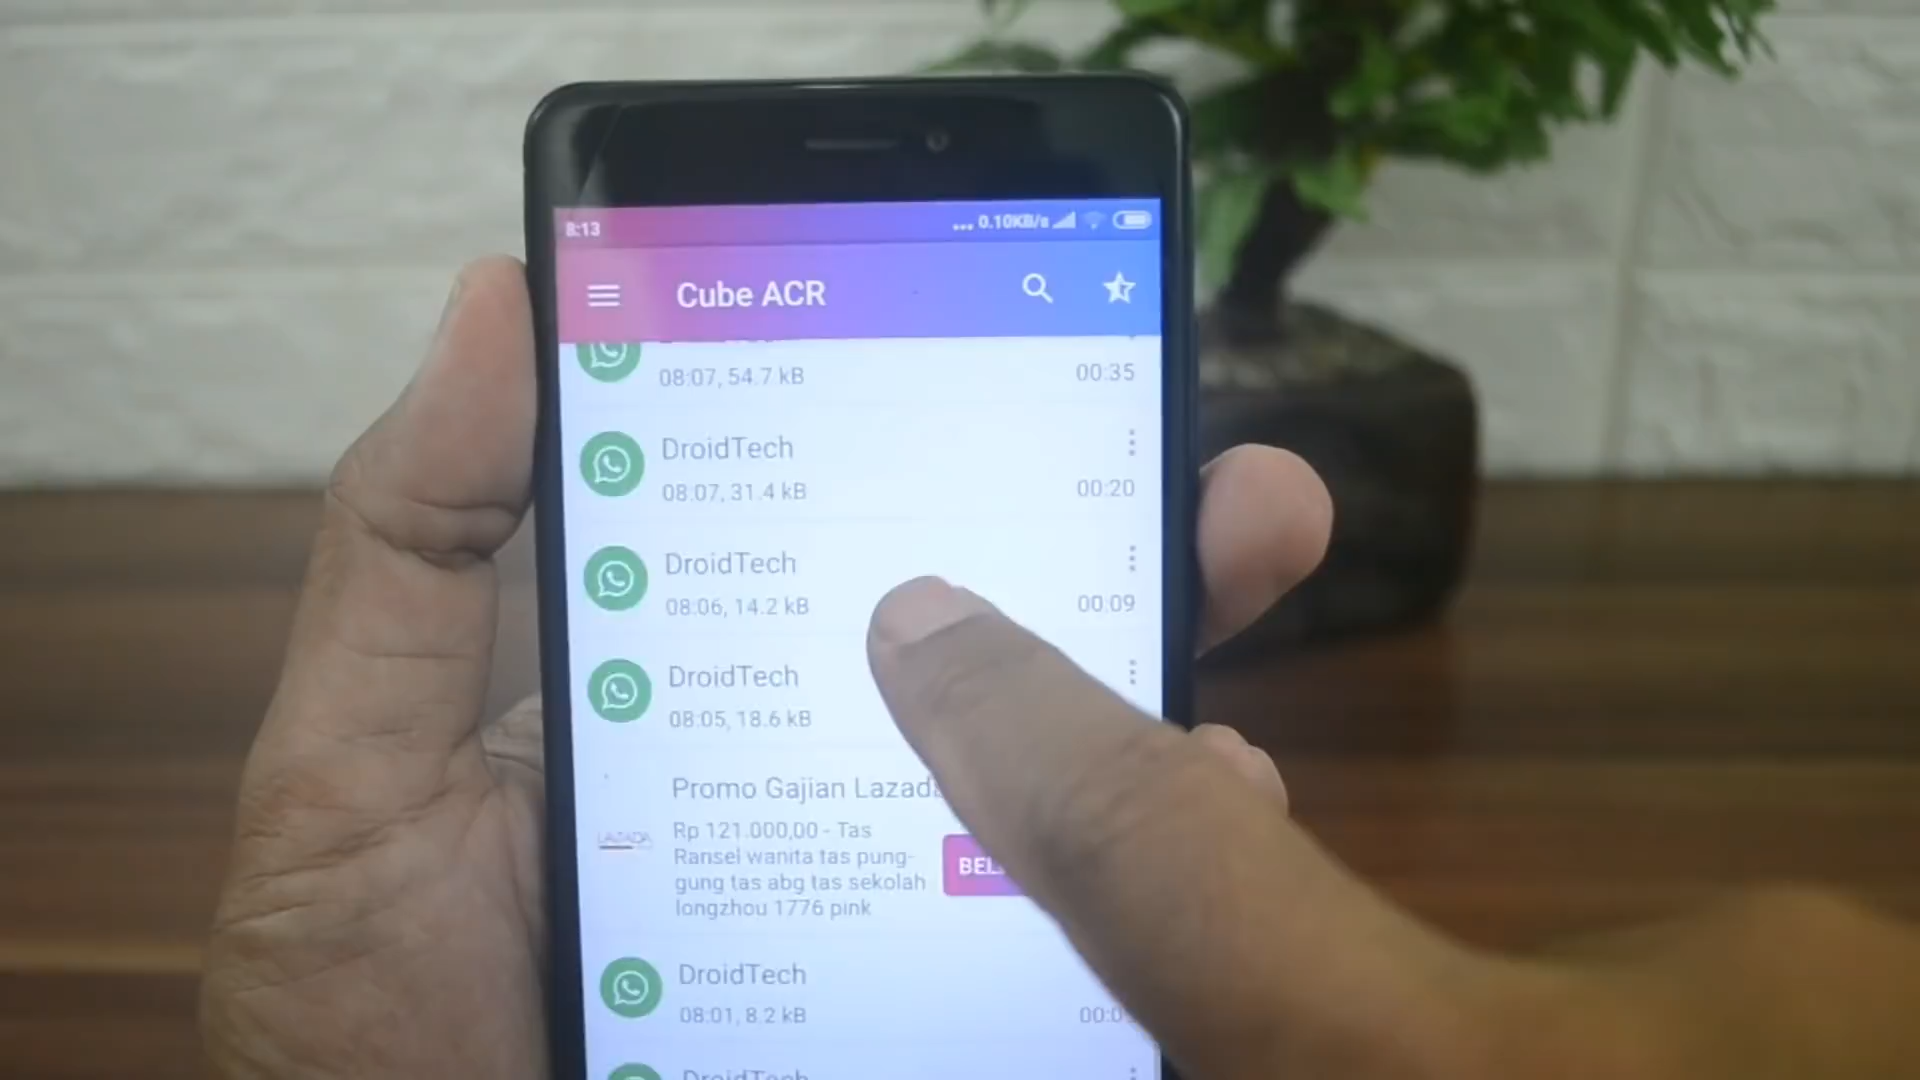 8:13
... 0.10KB/s
Cube ACR
08:07, 54.7 kB
00:35
DroidTech
08:07, 31.4 kB
00:20
DroidTech
08:06, 14.2 kB
00:09
DroidTech
08:05, 18.6 kB
Promo Gajian Lazada
LAZADA
Rp 121.000,00 - Tas
Ransel wanita tas pung-
gung tas abg tas sekolah
longzhou 1776 pink
DroidTech
08:01, 8.2 kB
DroidTech